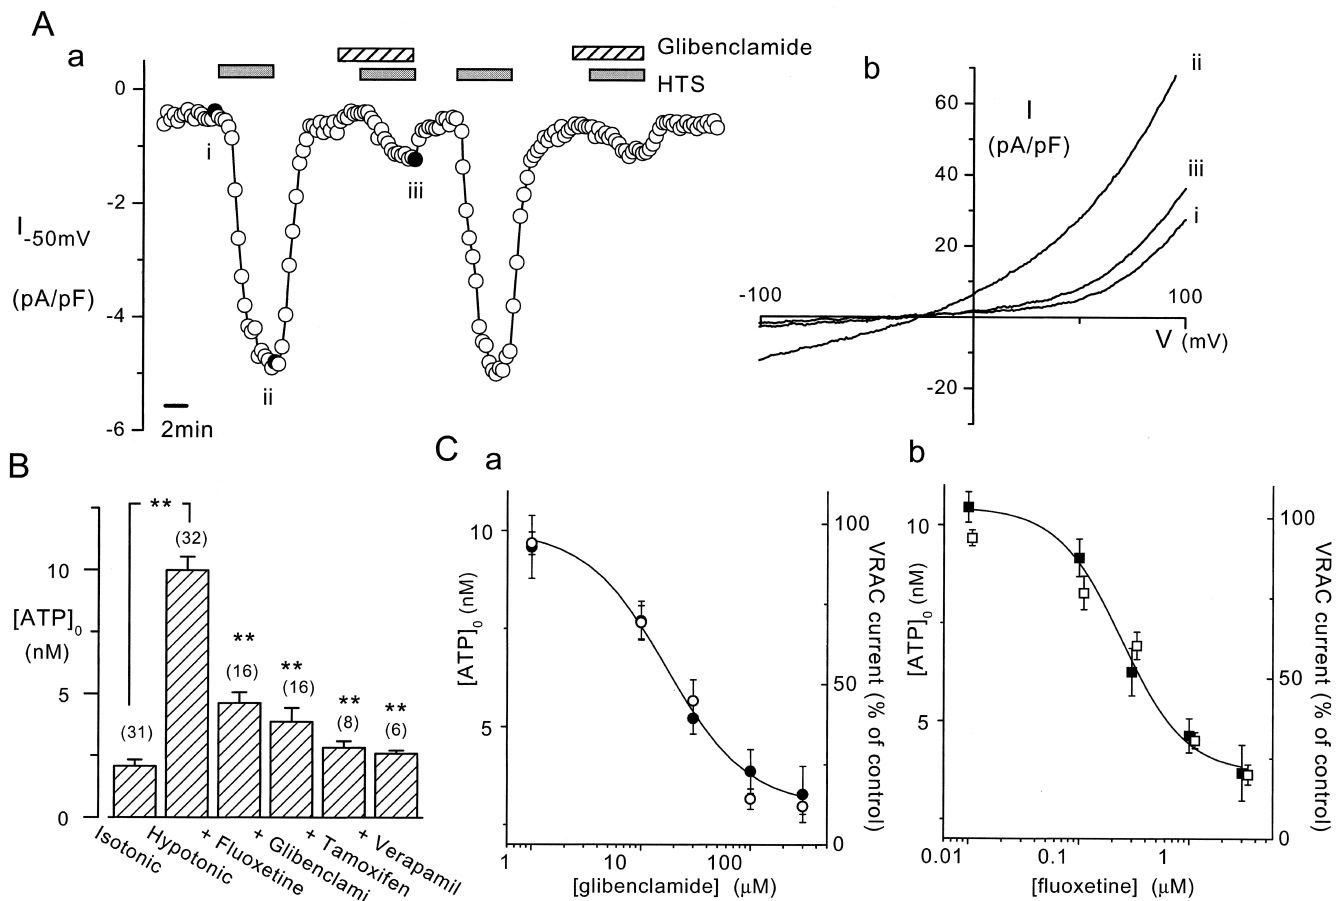 A
a
Glibenclamide
HTS
0
-2
-4
-6
I-50mV
(pA/pF)
i
ii
iii
2min
b
I
(pA/pF)
60
40
20
-20
-100
100
V (mV)
ii
iii
i
B
[ATP]0
(nM)
10
5
0
**
(31)
(32)
**
(16)
**
(16)
**
(8)
**
(6)
Isotonic
Hypotonic
+ Fluoxetine
+ Glibenclami
+ Tamoxifen
+ Verapamil
C
a
[ATP]0 (nM)
10
5
1
10
100
[glibenclamide] (μM)
100
50
0
VRAC current (% of control)
b
[ATP]0 (nM)
10
5
0.01
0.1
1
[fluoxetine] (μM)
100
50
0
VRAC current (% of control)